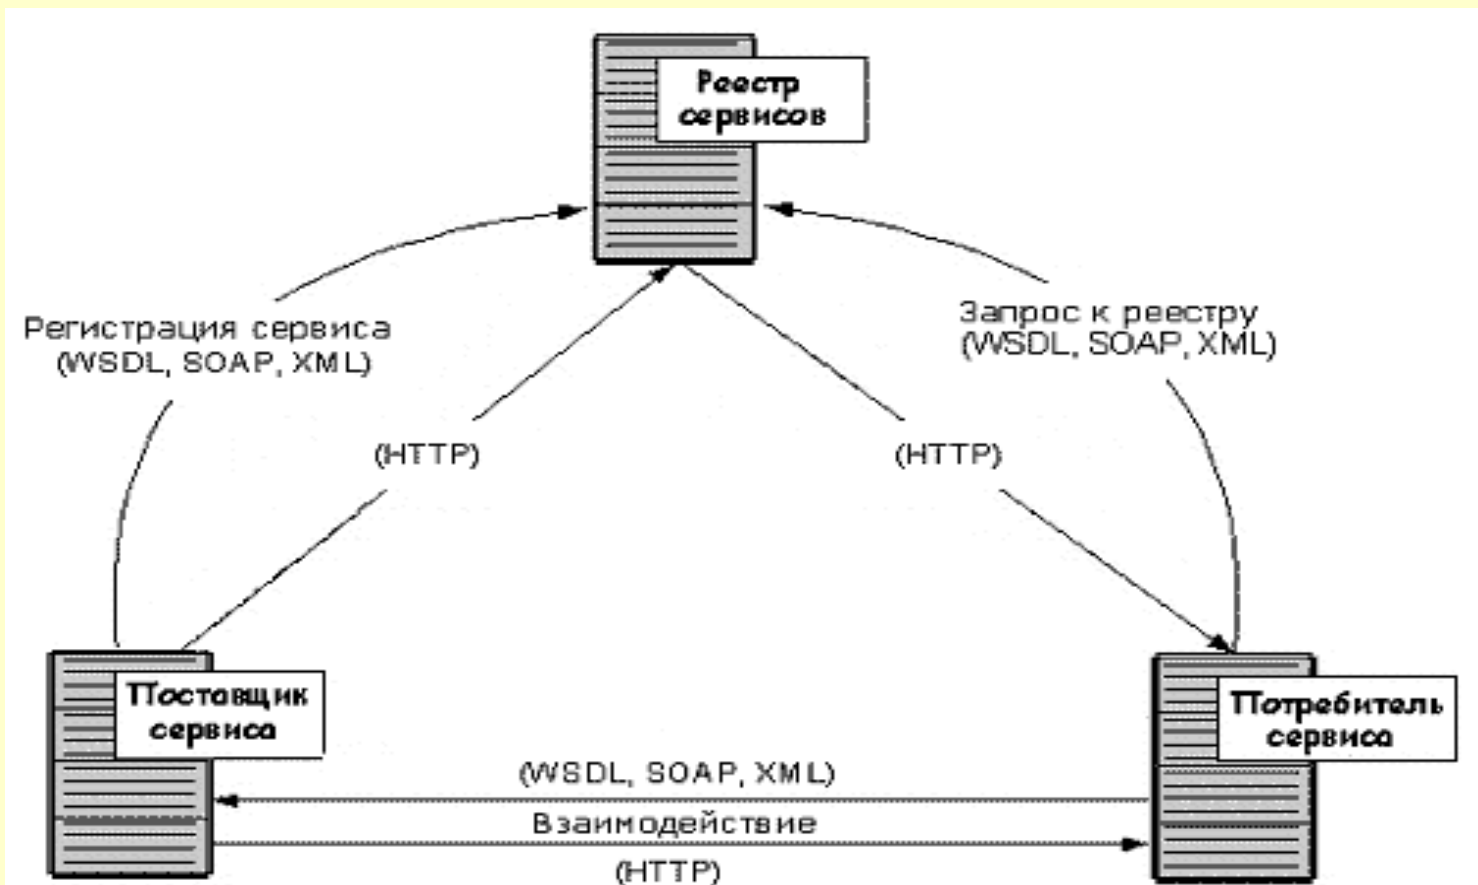 Реестр
сервисов
Регистрация сервиса
(WSDL, SOAP, XML)
Запрос к реестру
(WSDL, SOAP, XML)
(HTTP)
(HTTP)
Поставщик
сервиса
Потребитель
сервиса
(WSDL, SOAP, XML)
Взаимодействие
(HTTP)